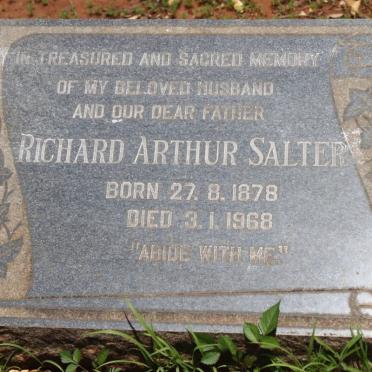 IN TREASURED AND SACRED MEMORY
OF MY BELOVED HUSBAND
AND OUR DEAR FATHER
RICHARD ARTHUR SALTER
BORN 27. 8. 1878
DIED 3. 1. 1968
"ABIDE WITH ME."